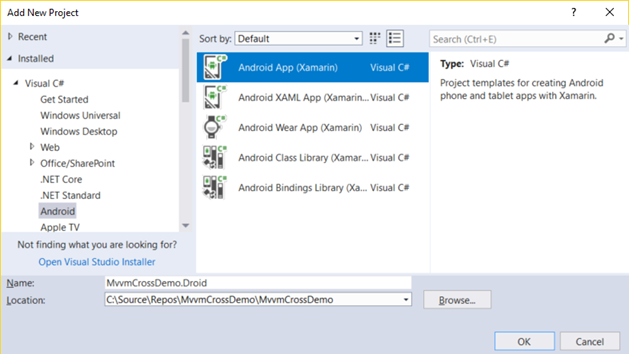 Add New Project
? ×
Recent
Installed
Visual C#
Get Started
Windows Universal
Windows Desktop
Web
Office/SharePoint
.NET Core
.NET Standard
Android
Apple TV
Not finding what you are looking for?
Open Visual Studio Installer
Sort by: Default
Android App (Xamarin) Visual C#
Android XAML App (Xamarin... Visual C#
Android Wear App (Xamarin) Visual C#
Android Class Library (Xamar... Visual C#
Android Bindings Library (Xa... Visual C#
Search (Ctrl+E)
Type: Visual C#
Project templates for creating Android
phone and tablet apps with Xamarin.
Name: MvvmCrossDemo.Droid
Location: C:\Source\Repos\MvvmCrossDemo\MvvmCrossDemo
Browse...
OK Cancel